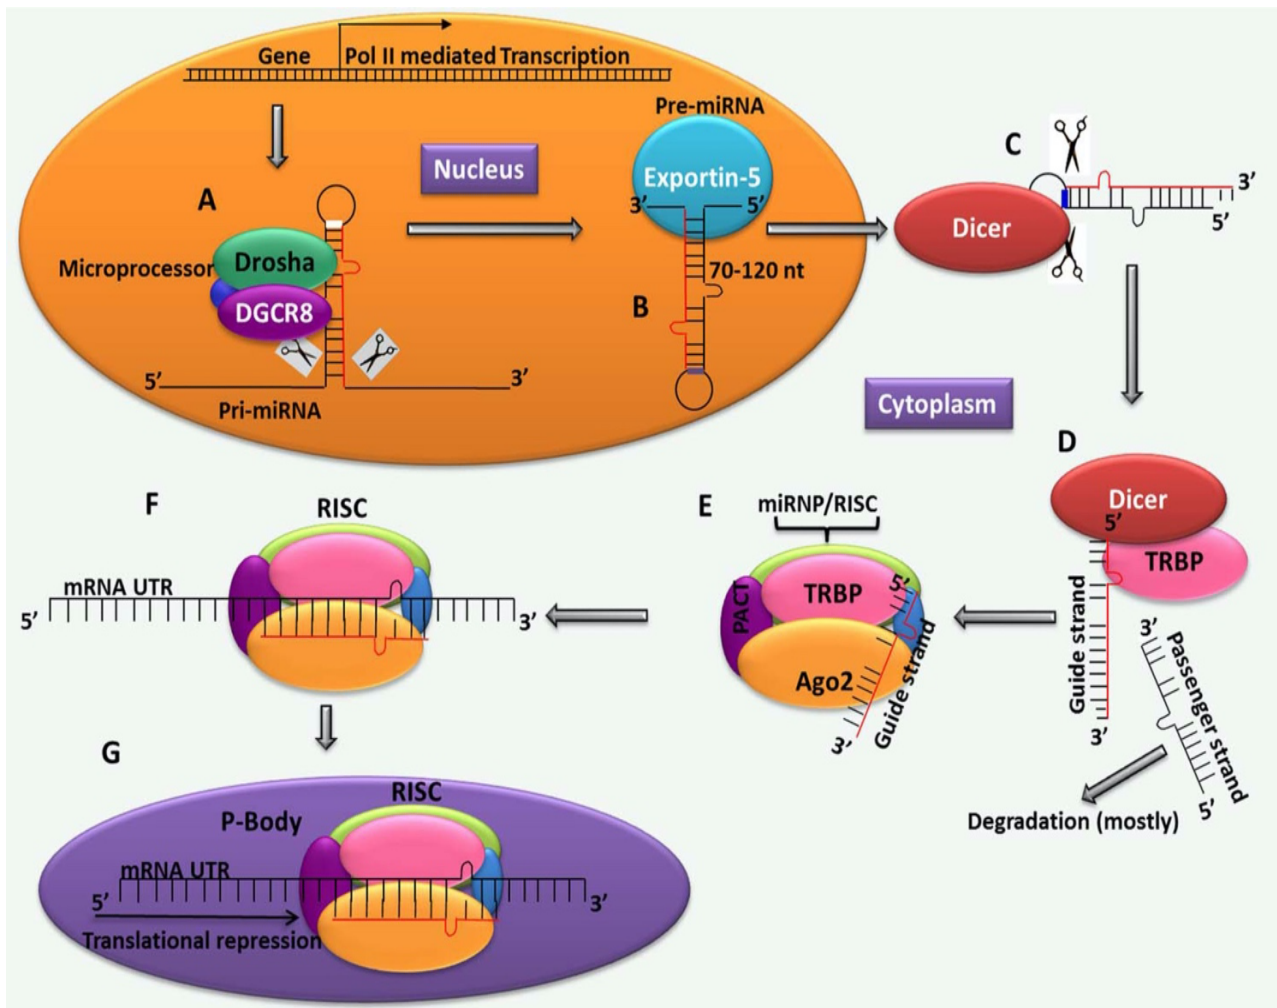 Gene
Pol II mediated Transcription
A
Nucleus
Microprocessor
Drosha
DGCR8
5’
3’
Pri-miRNA
Pre-miRNA
Exportin-5
3’
5’
70-120 nt
B
C
Dicer
3’
5’
Cytoplasm
D
Dicer
5’
TRBP
Guide strand
3’
3’
Passenger strand
5’
Degradation (mostly)
E
miRNP/RISC
PACT
TRBP
5’
Ago2
Guide strand
3’
F
RISC
mRNA UTR
5’
3’
G
RISC
P-Body
mRNA UTR
5’
3’
Translational repression